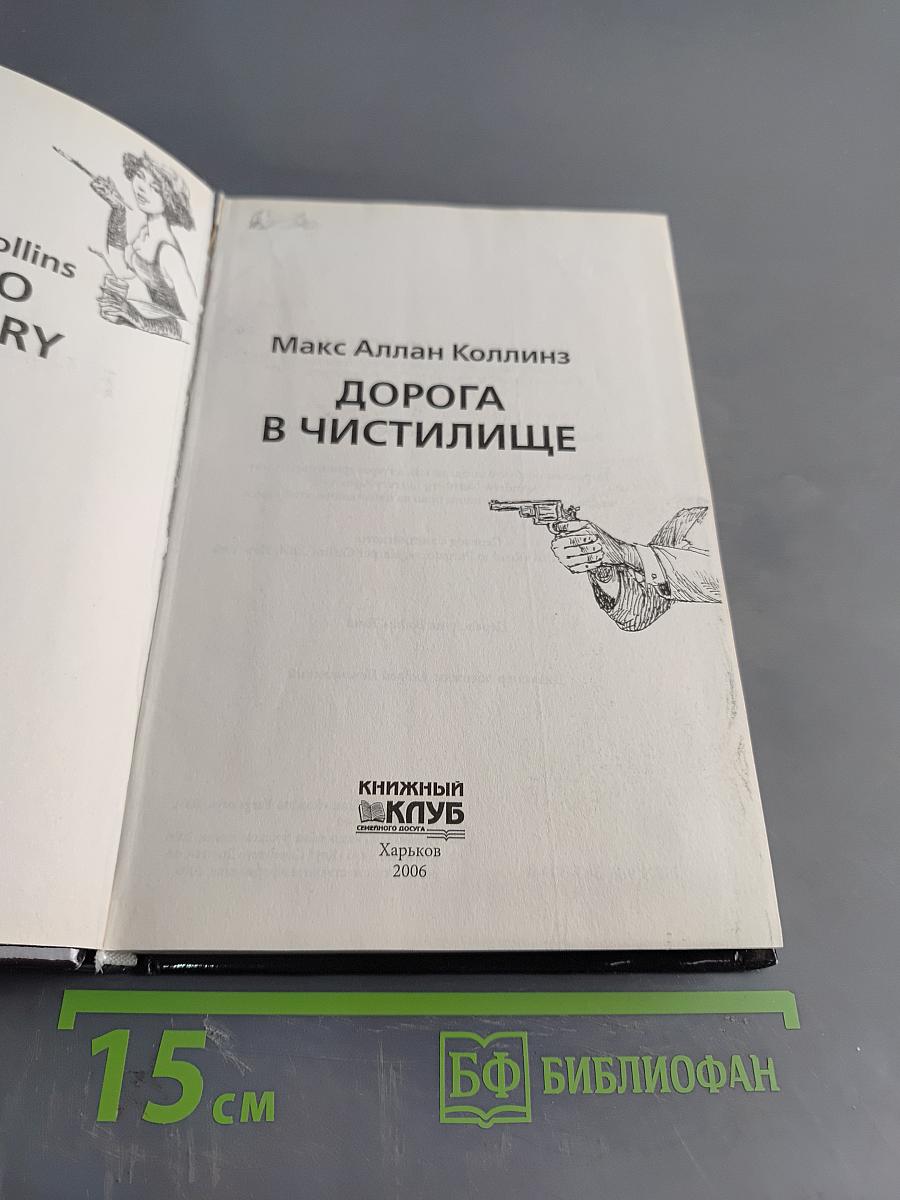 ollins
O
RY
Макс Аллан Коллинз
ДОРОГА
В ЧИСТИЛИЩЕ
КНИЖНЫЙ
КЛУБ
СЕМЕЙНОГО ДОСУГА
Харьков
2006
15 см
БФ БИБЛИОФАН